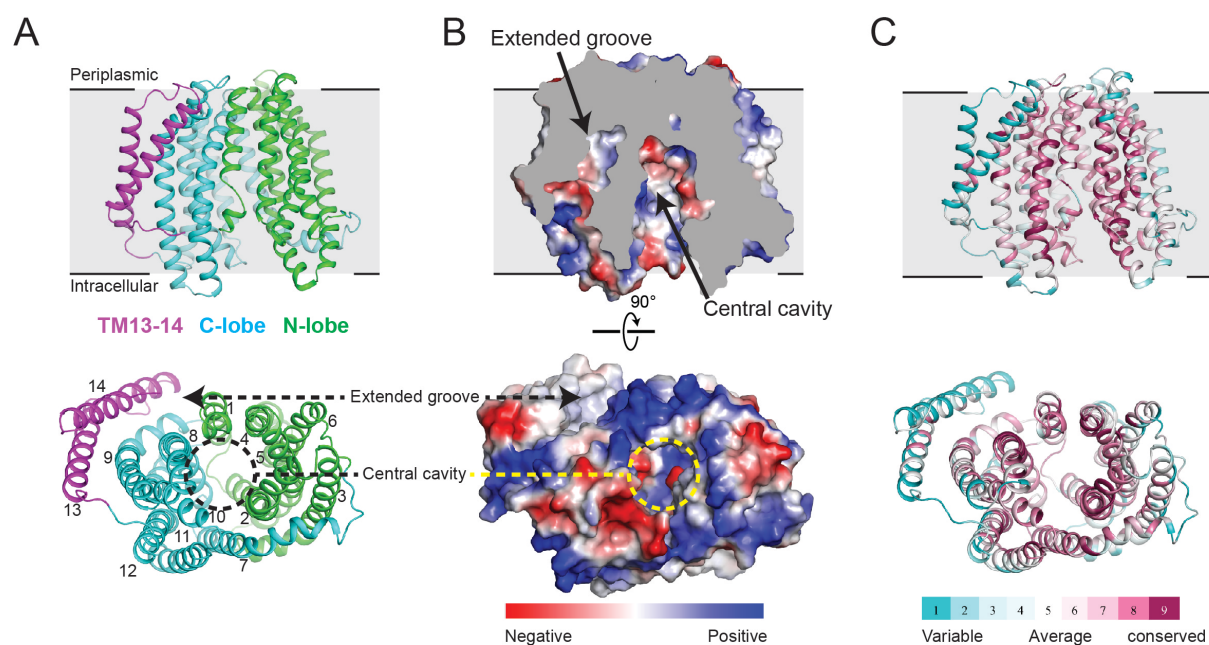 A
B
C
Extended groove
Periplasmic
Intracellular
Central cavity
90°
TM13-14 C-lobe N-lobe
14
1
6
8
4
9
5
3
13
10
2
11
12
7
Extended groove
Central cavity
Negative Positive
1 2 3 4 5 6 7 8 9
Variable Average conserved